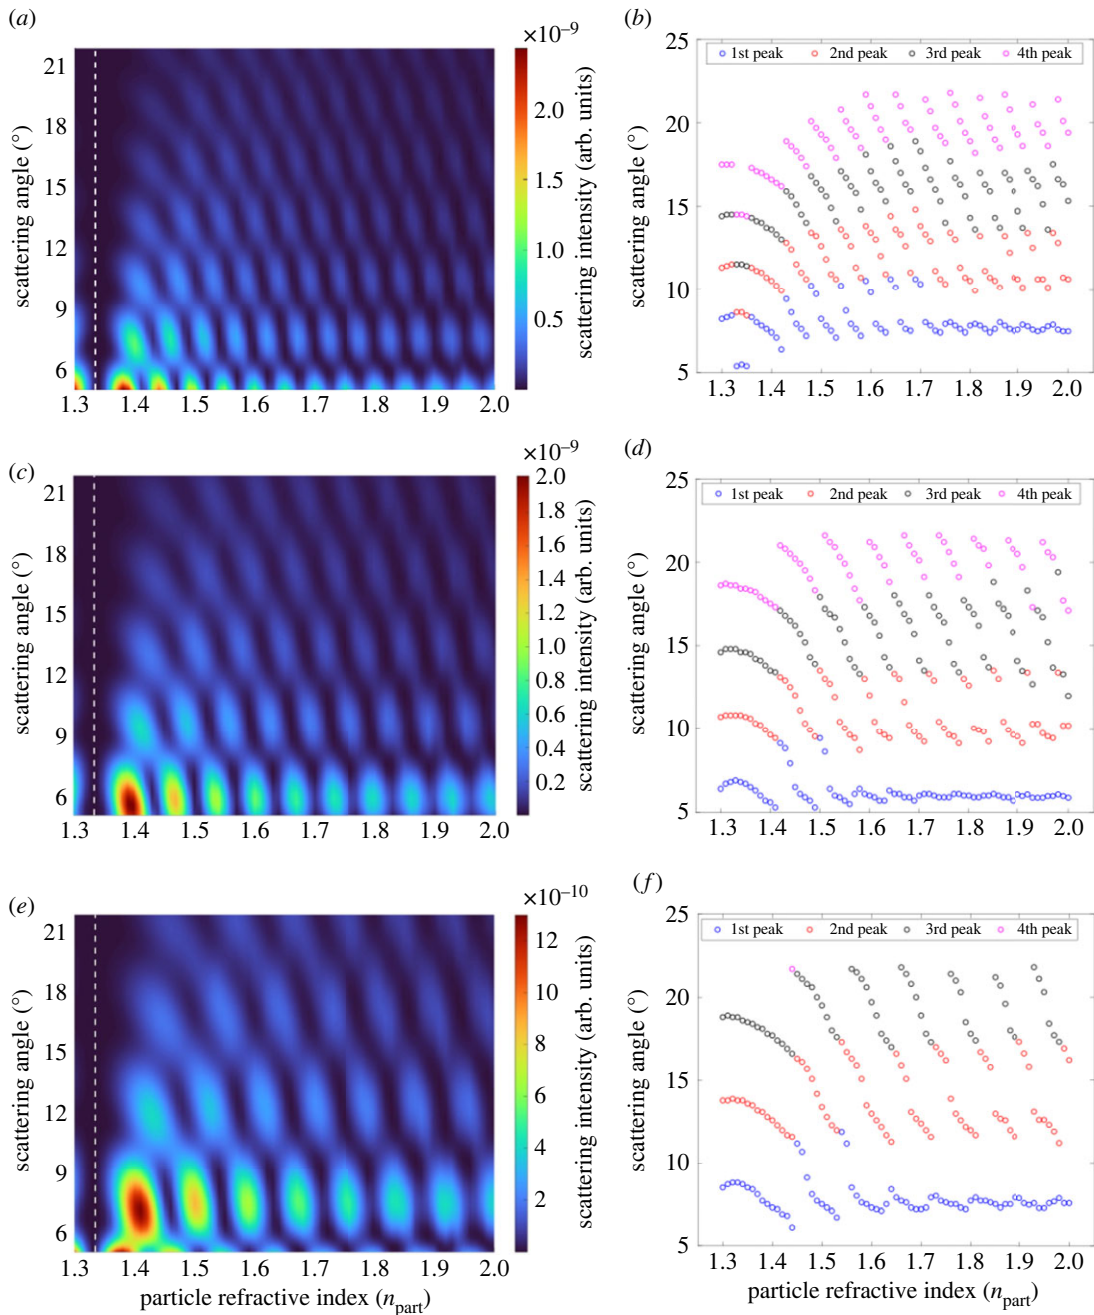 (a)
×10⁻⁹
21
18
15
12
9
6
scattering angle (°)
1.3 1.4 1.5 1.6 1.7 1.8 1.9 2.0
2.0
1.5
1.0
0.5
scattering intensity (arb. units)
(b)
25
20
15
10
5
scattering angle (°)
1st peak 2nd peak 3rd peak 4th peak
1.3 1.4 1.5 1.6 1.7 1.8 1.9 2.0
(c)
×10⁻⁹
21
18
15
12
9
6
scattering angle (°)
1.3 1.4 1.5 1.6 1.7 1.8 1.9 2.0
2.0
1.8
1.6
1.4
1.2
1.0
0.8
0.6
0.4
0.2
scattering intensity (arb. units)
(d)
25
20
15
10
5
scattering angle (°)
1st peak 2nd peak 3rd peak 4th peak
1.3 1.4 1.5 1.6 1.7 1.8 1.9 2.0
(e)
×10⁻¹⁰
21
18
15
12
9
6
scattering angle (°)
1.3 1.4 1.5 1.6 1.7 1.8 1.9 2.0
particle refractive index (n_part)
12
10
8
6
4
2
scattering intensity (arb. units)
(f)
25
20
15
10
5
scattering angle (°)
1st peak 2nd peak 3rd peak 4th peak
1.3 1.4 1.5 1.6 1.7 1.8 1.9 2.0
particle refractive index (n_part)